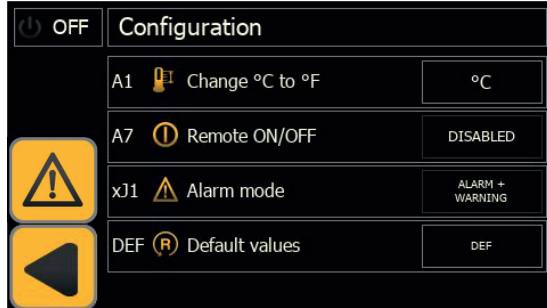 OFF Configuration
A1 Change °C to °F °C
A7 Remote ON/OFF DISABLED
xJ1 Alarm mode ALARM +
WARNING
DEF R Default values DEF